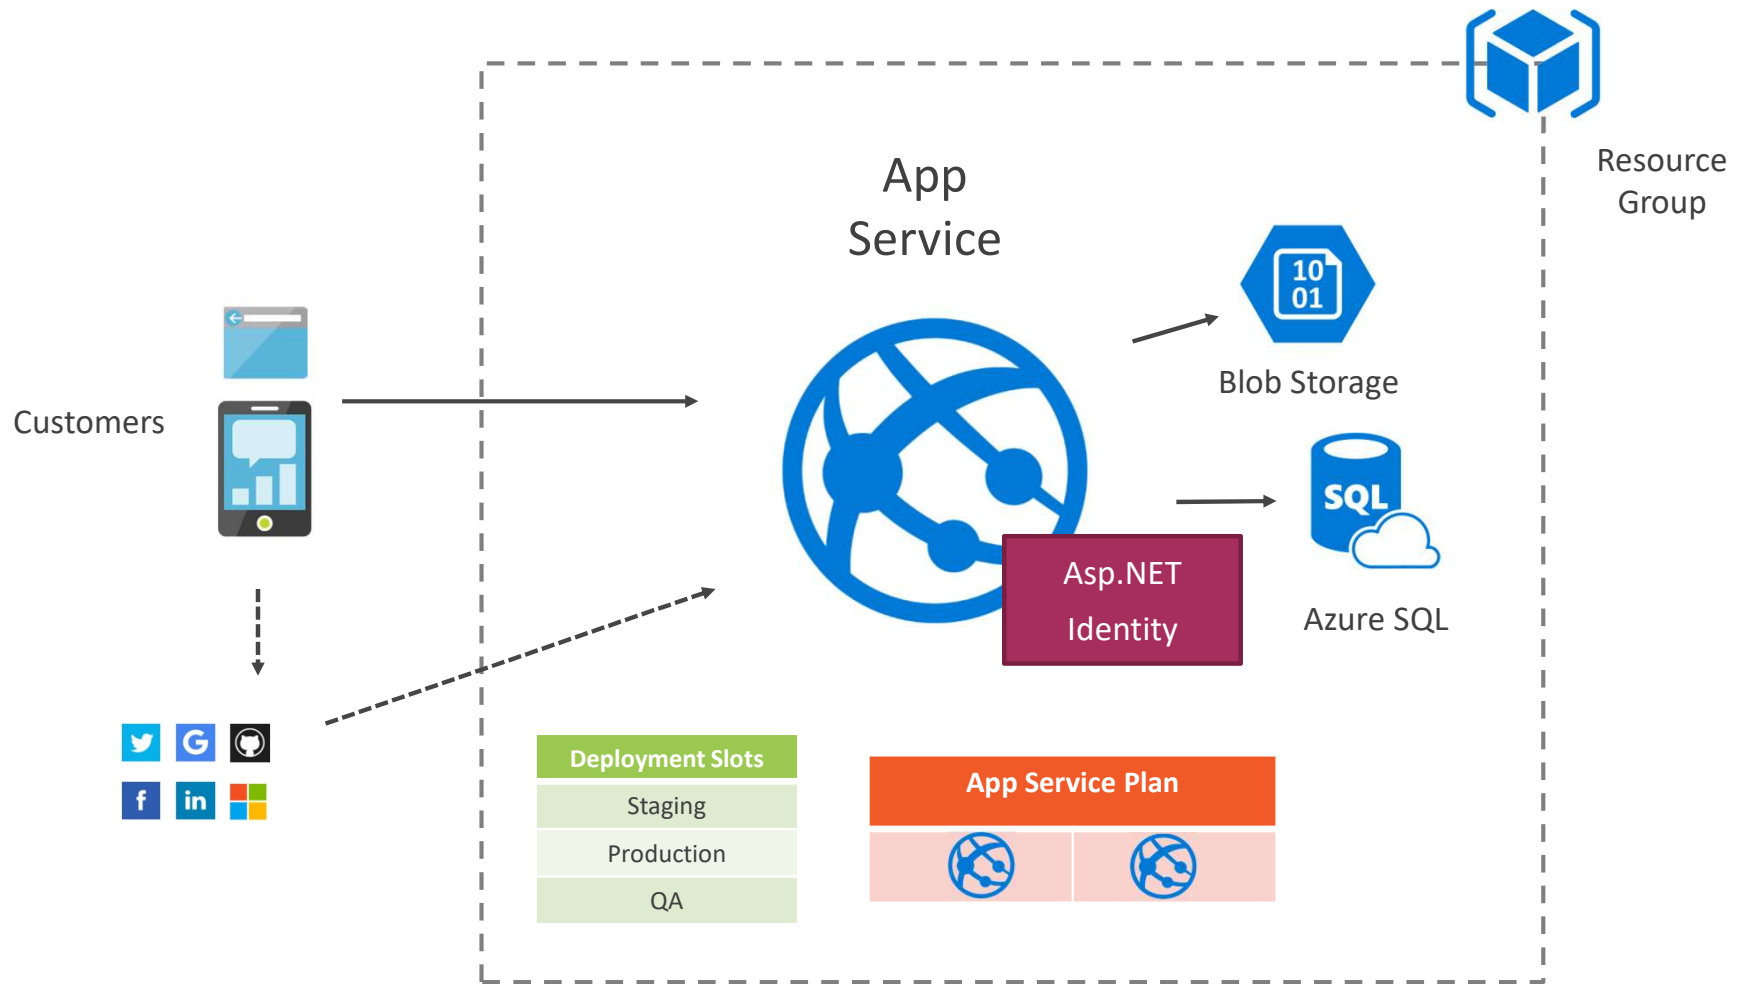 Resource
Group
App
Service
10
01
Blob Storage
Customers
SQL
Asp.NET
Identity
Azure SQL
G
f
in
Deployment Slots
Staging
Production
QA
App Service Plan